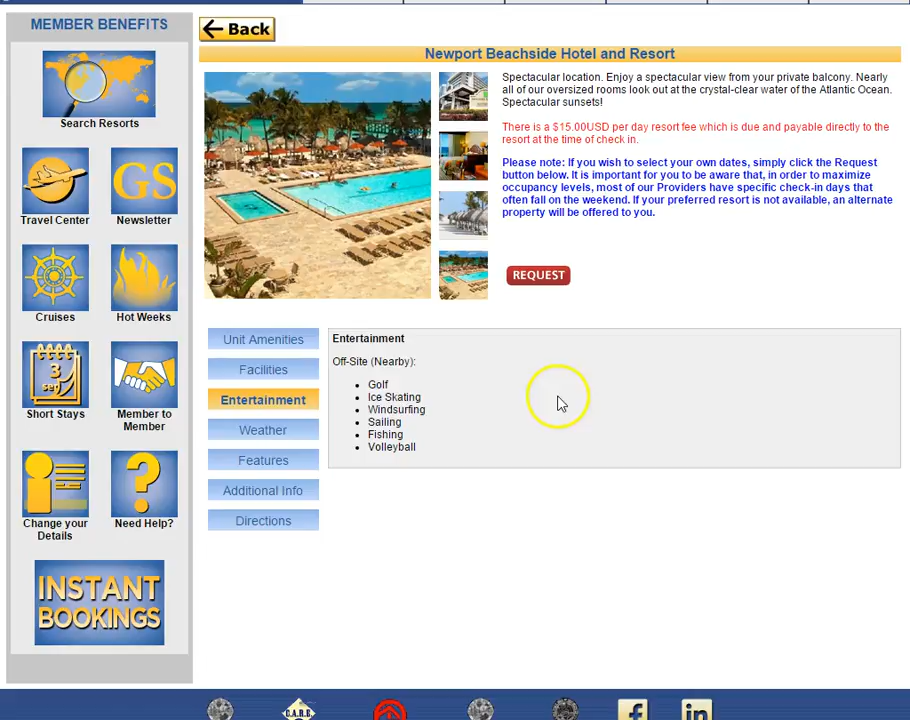 MEMBER BENEFITS
Search Resorts
Travel Center
GS
Newsletter
Cruises
Hot Weeks
3
Short Stays
Member to
Member
Change your
Details
?
Need Help?
INSTANT
BOOKINGS
Back
Newport Beachside Hotel and Resort
Spectacular location. Enjoy a spectacular view from your private balcony. Nearly
all of our oversized rooms look out at the crystal-clear water of the Atlantic Ocean.
Spectacular sunsets!
There is a $15.00USD per day resort fee which is due and payable directly to the
resort at the time of check in.
Please note: If you wish to select your own dates, simply click the Request
button below. It is important for you to be aware that, in order to maximize
occupancy levels, most of our Providers have specific check-in days that
often fall on the weekend. If your preferred resort is not available, an alternate
property will be offered to you.
REQUEST
Unit Amenities
Facilities
Entertainment
Weather
Features
Additional Info
Directions
Entertainment
Off-Site (Nearby):
Golf
Ice Skating
Windsurfing
Sailing
Fishing
Volleyball
C.A.R.E.
f
in